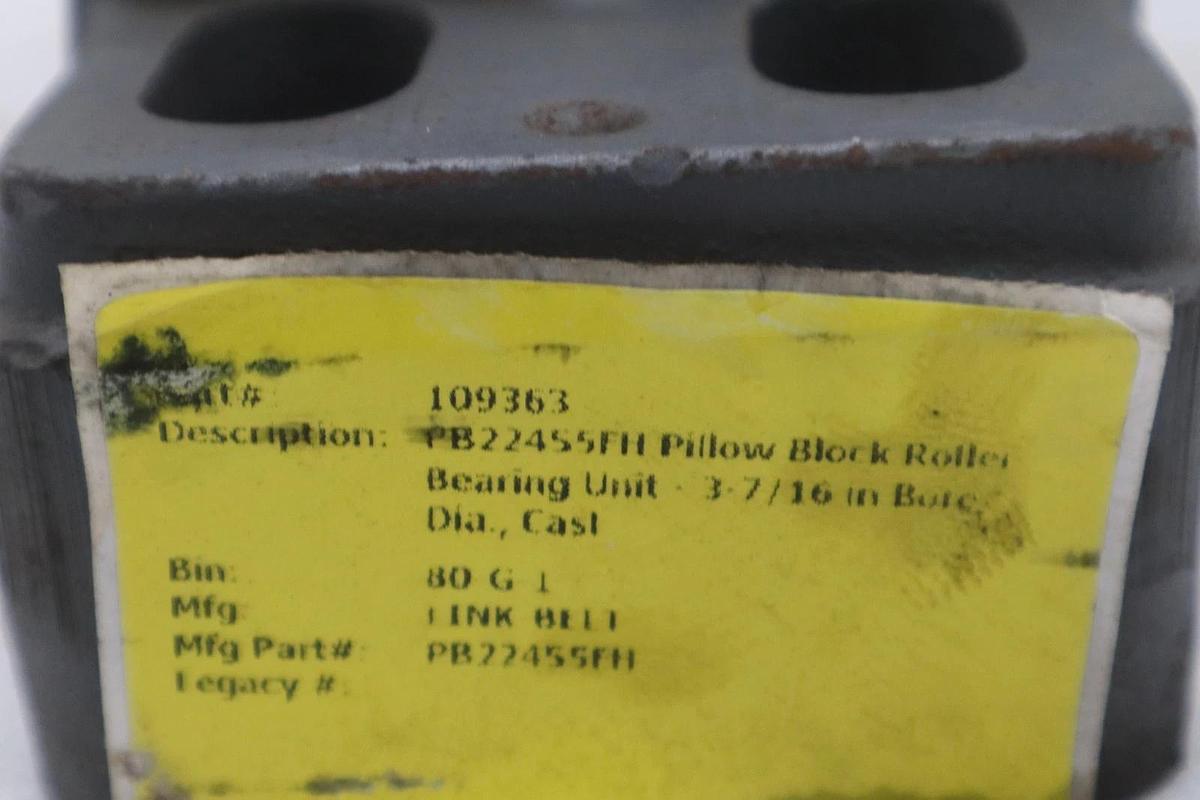 Part# 109363
Description: PB22455FH Pillow Block Roller
Bearing Unit - 3-7/16 in Bore
Dia., Cast
Bin: 80 G 1
Mfg: LINK BELT
Mfg Part#: PB22455FH
Legacy #: